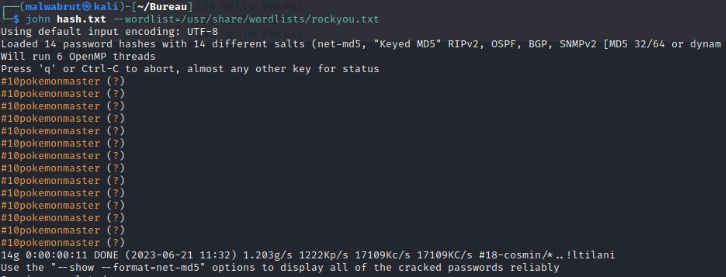 ┌──(malwabrut㉿kali)-[~/Bureau]
└─$ john hash.txt --wordlist=/usr/share/wordlists/rockyou.txt
Using default input encoding: UTF-8
Loaded 14 password hashes with 14 different salts (net-md5, "Keyed MD5" RIPv2, OSPF, BGP, SNMPv2 [MD5 32/64 or dynam
Will run 6 OpenMP threads
Press 'q' or Ctrl-C to abort, almost any other key for status
#10pokemonmaster (?)
#10pokemonmaster (?)
#10pokemonmaster (?)
#10pokemonmaster (?)
#10pokemonmaster (?)
#10pokemonmaster (?)
#10pokemonmaster (?)
#10pokemonmaster (?)
#10pokemonmaster (?)
#10pokemonmaster (?)
#10pokemonmaster (?)
#10pokemonmaster (?)
#10pokemonmaster (?)
#10pokemonmaster (?)
14g 0:00:00:11 DONE (2023-06-21 11:32) 1.203g/s 1222Kp/s 17109Kc/s 17109KC/s #18-cosmin/*..!ltilani
Use the "--show --format=net-md5" options to display all of the cracked passwords reliably